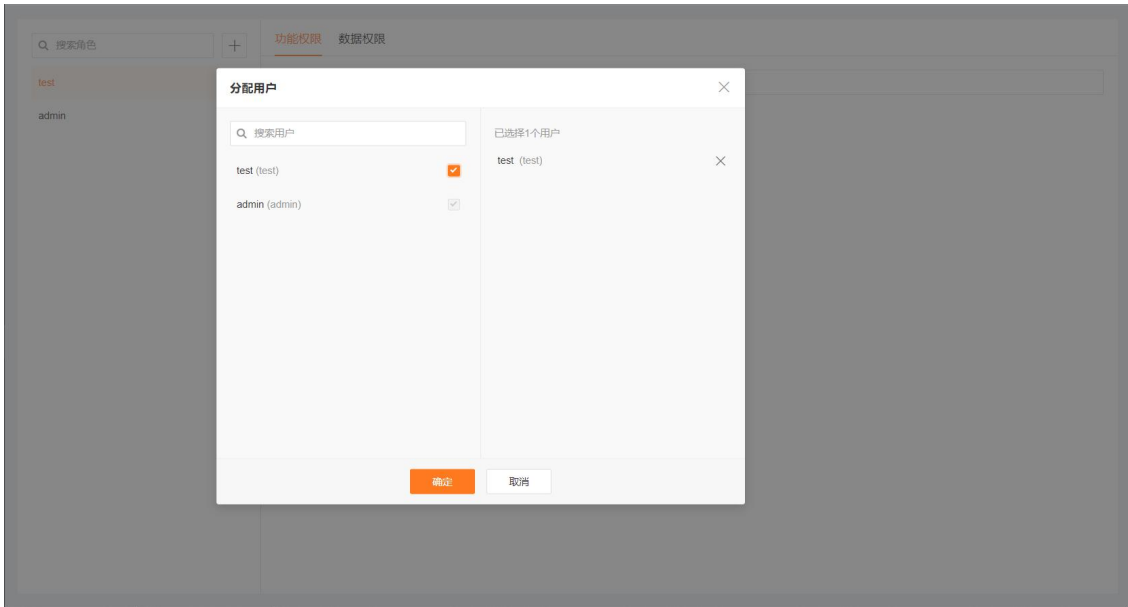 搜索角色
功能权限 数据权限
test
admin
分配用户
搜索用户
test (test)
admin (admin)
已选择1个用户
test (test)
确定 取消